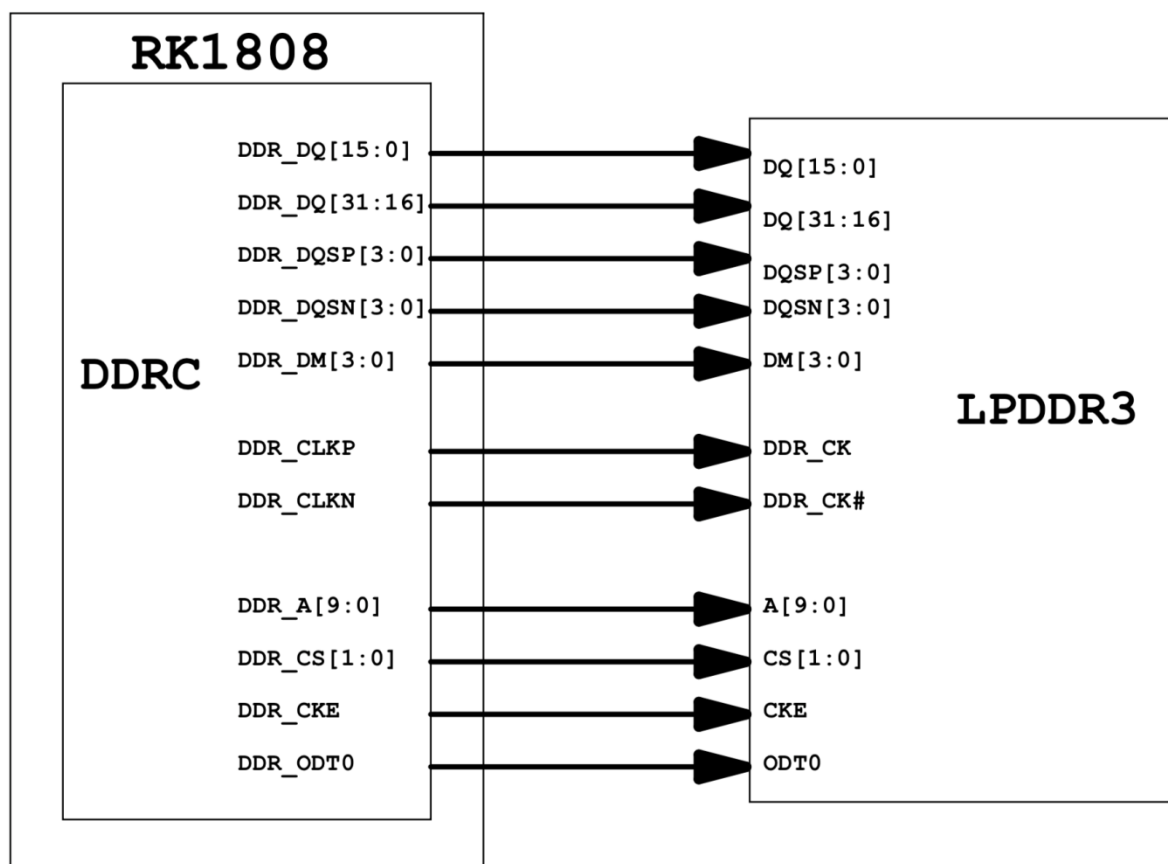 RK1808
DDR_DQ[15:0]
DQ[15:0]
DDR_DQ[31:16]
DQ[31:16]
DDR_DQSP[3:0]
DQSP[3:0]
DDR_DQSN[3:0]
DQSN[3:0]
DDR_DM[3:0]
DM[3:0]
DDRC
LPDDR3
DDR_CLKP
DDR_CK
DDR_CLKN
DDR_CK#
DDR_A[9:0]
A[9:0]
DDR_CS[1:0]
CS[1:0]
DDR_CKE
CKE
DDR_ODT0
ODT0